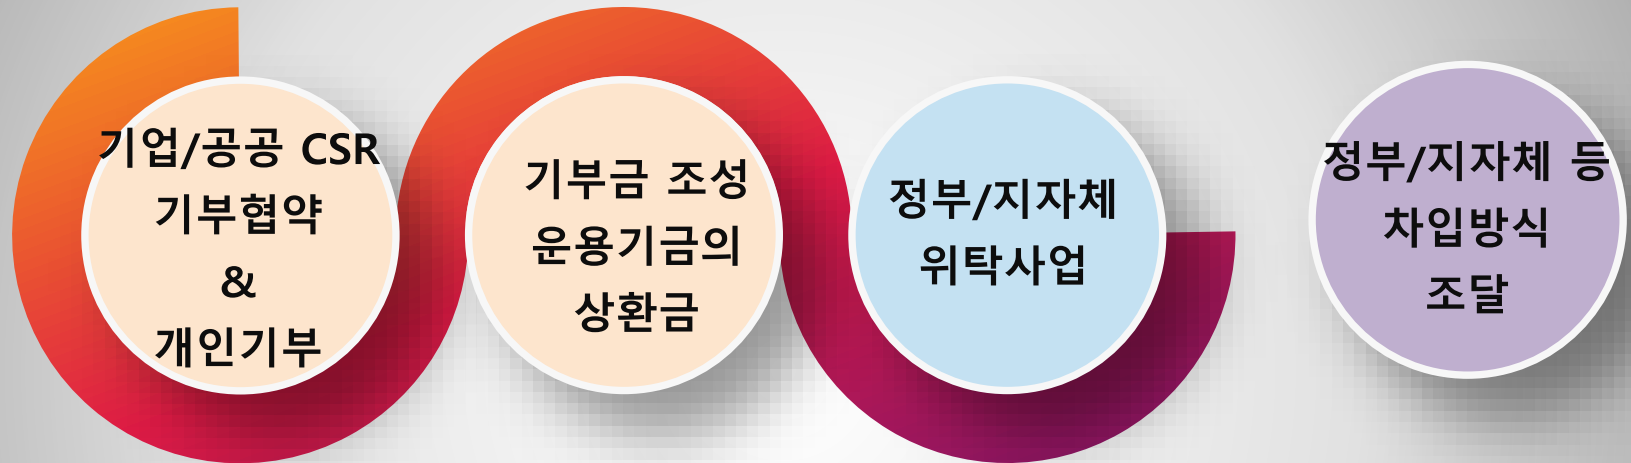 기업/공공 CSR
기부협약
&
개인기부
기부금 조성
운용기금의
상환금
정부/지자체
위탁사업
정부/지자체 등
차입방식
조달